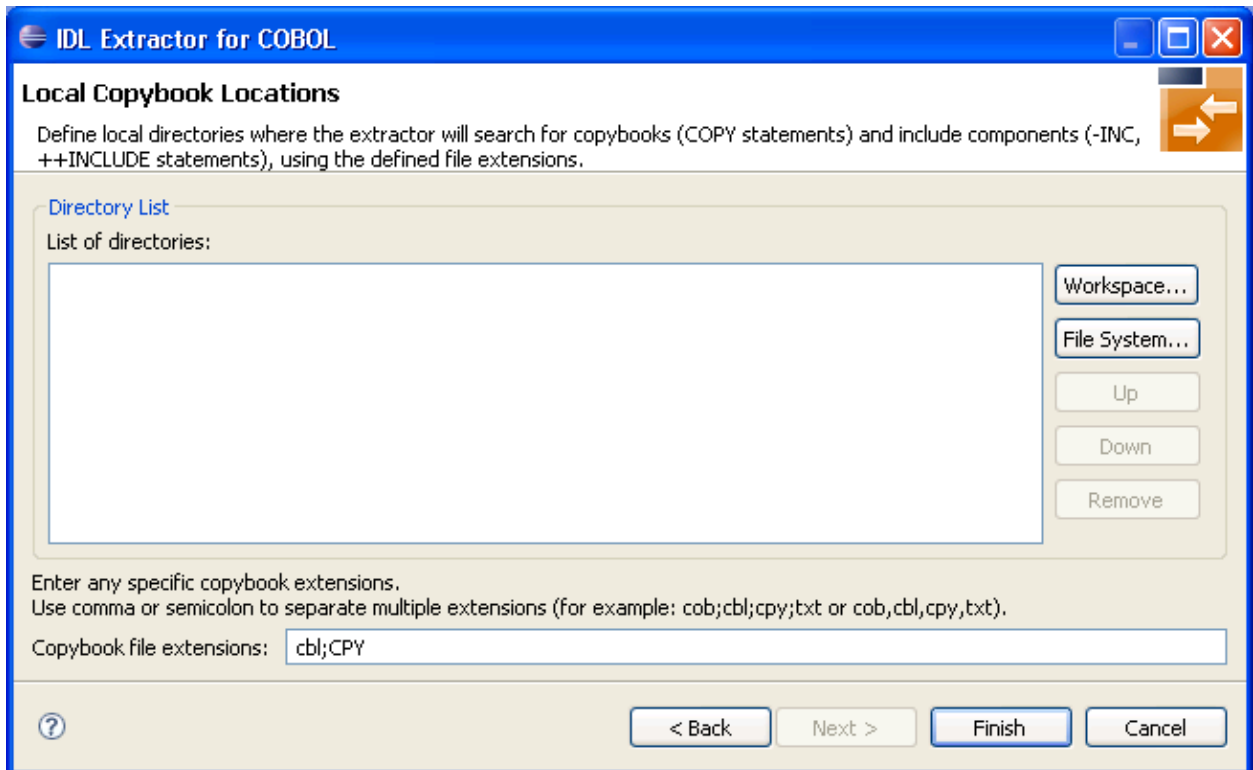 IDL Extractor for COBOL
Local Copybook Locations
Define local directories where the extractor will search for copybooks (COPY statements) and include components (-INC,
++INCLUDE statements), using the defined file extensions.
Directory List
List of directories:
Workspace...
File System...
Up
Down
Remove
Enter any specific copybook extensions.
Use comma or semicolon to separate multiple extensions (for example: cob;cbl;cpy;txt or cob,cbl,cpy,txt).
Copybook file extensions: cbl;CPY
? < Back Next > Finish Cancel